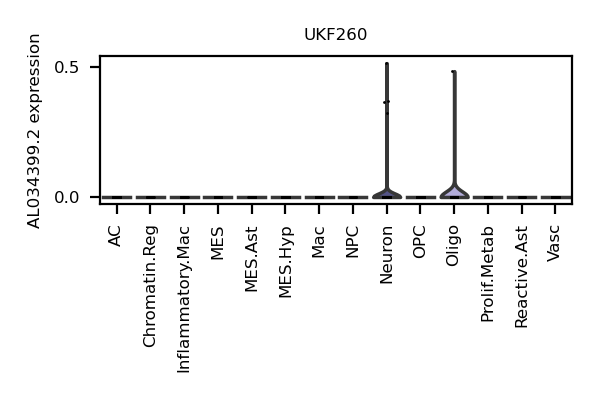 UKF260
AL034399.2 expression
0.5
0.0
AC
Chromatin.Reg
Inflammatory.Mac
MES
MES.Ast
MES.Hyp
Mac
NPC
Neuron
OPC
Oligo
Prolif.Metab
Reactive.Ast
Vasc